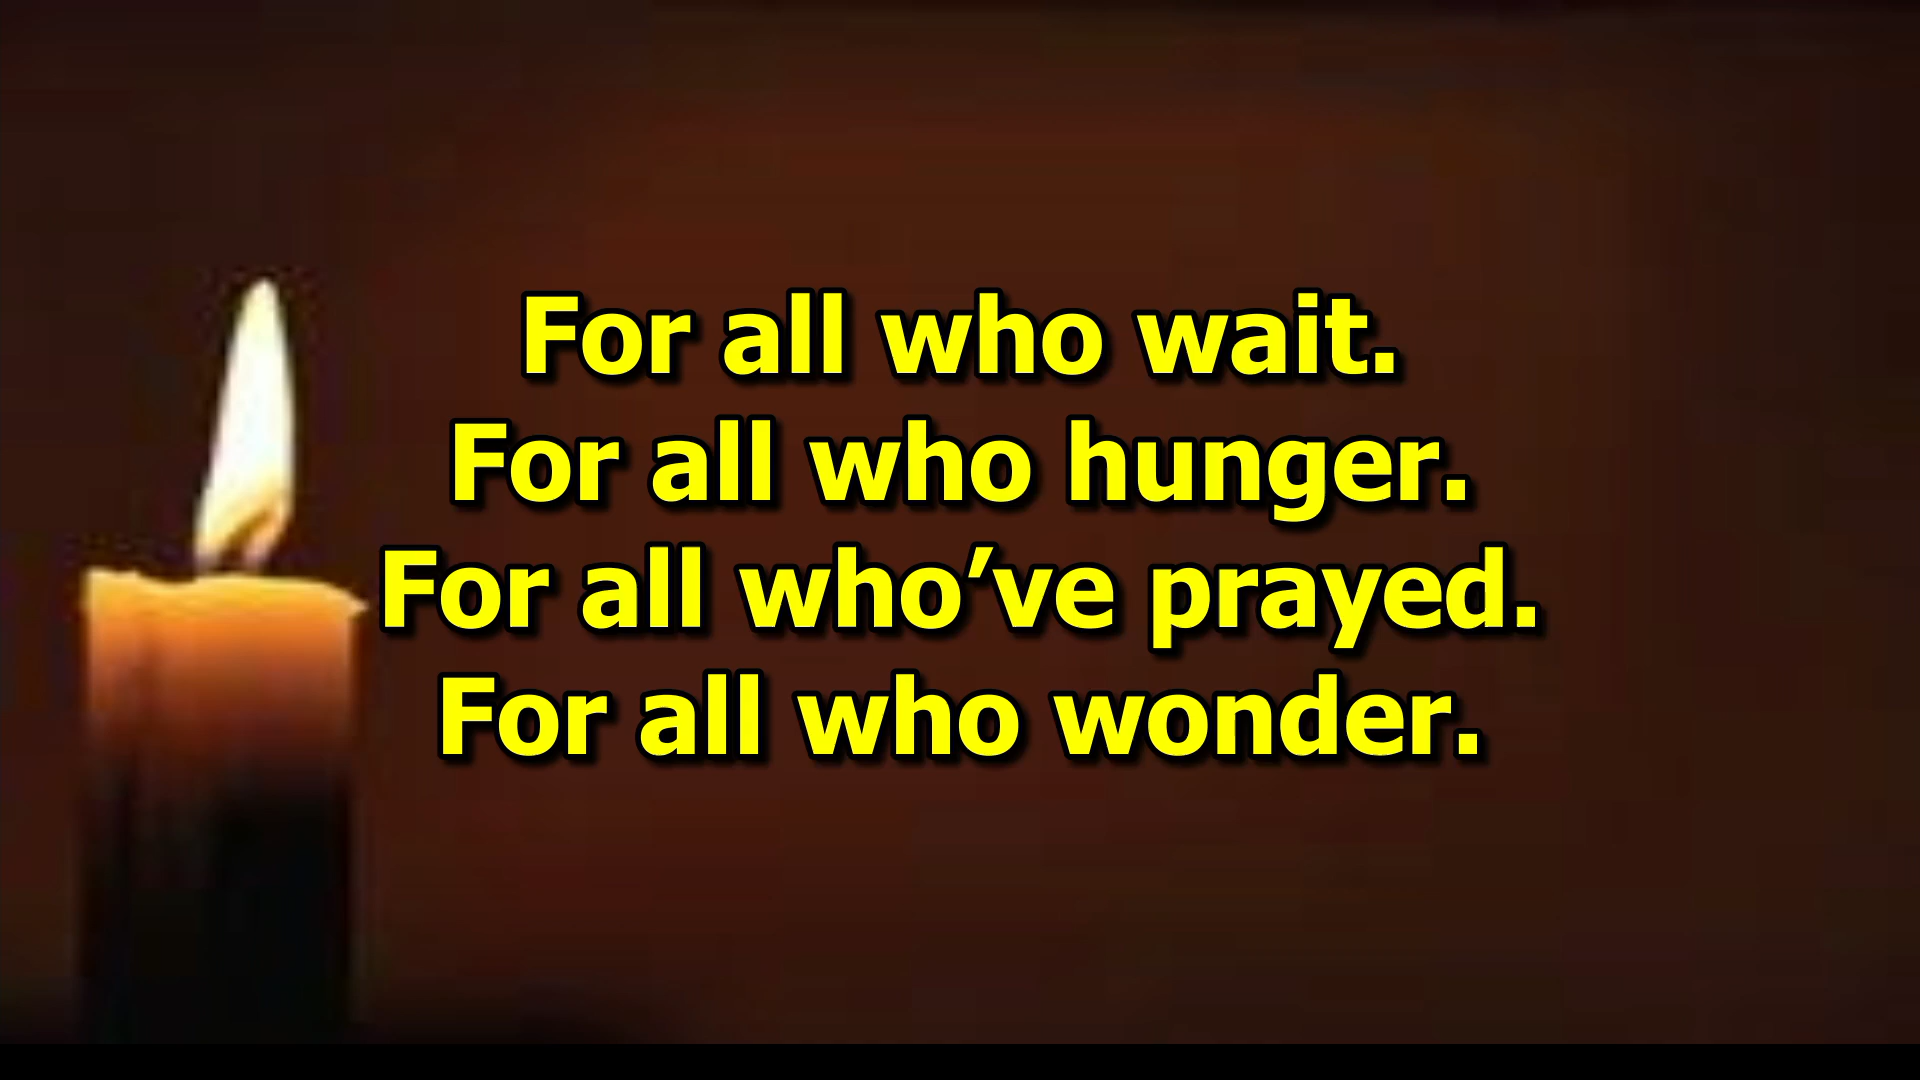 For all who wait.
For all who hunger.
For all who’ve prayed.
For all who wonder.